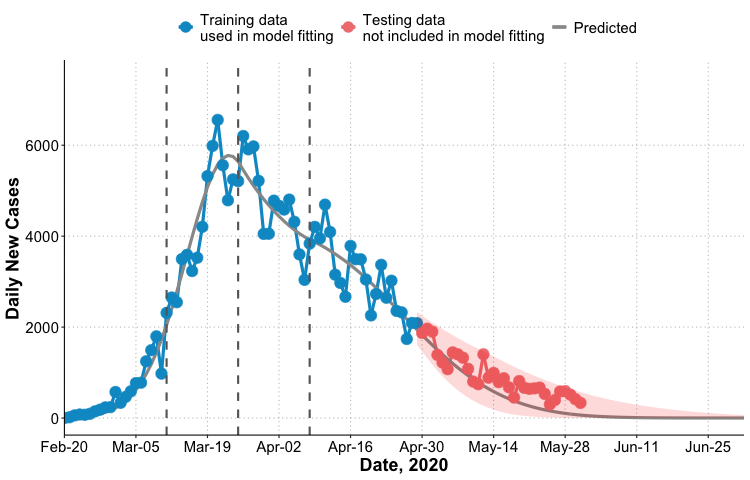 Training data
used in model fitting
Testing data
not included in model fitting
Predicted
Daily New Cases
6000
4000
2000
0
Feb-20 Mar-05 Mar-19 Apr-02 Apr-16 Apr-30 May-14 May-28 Jun-11 Jun-25
Date, 2020